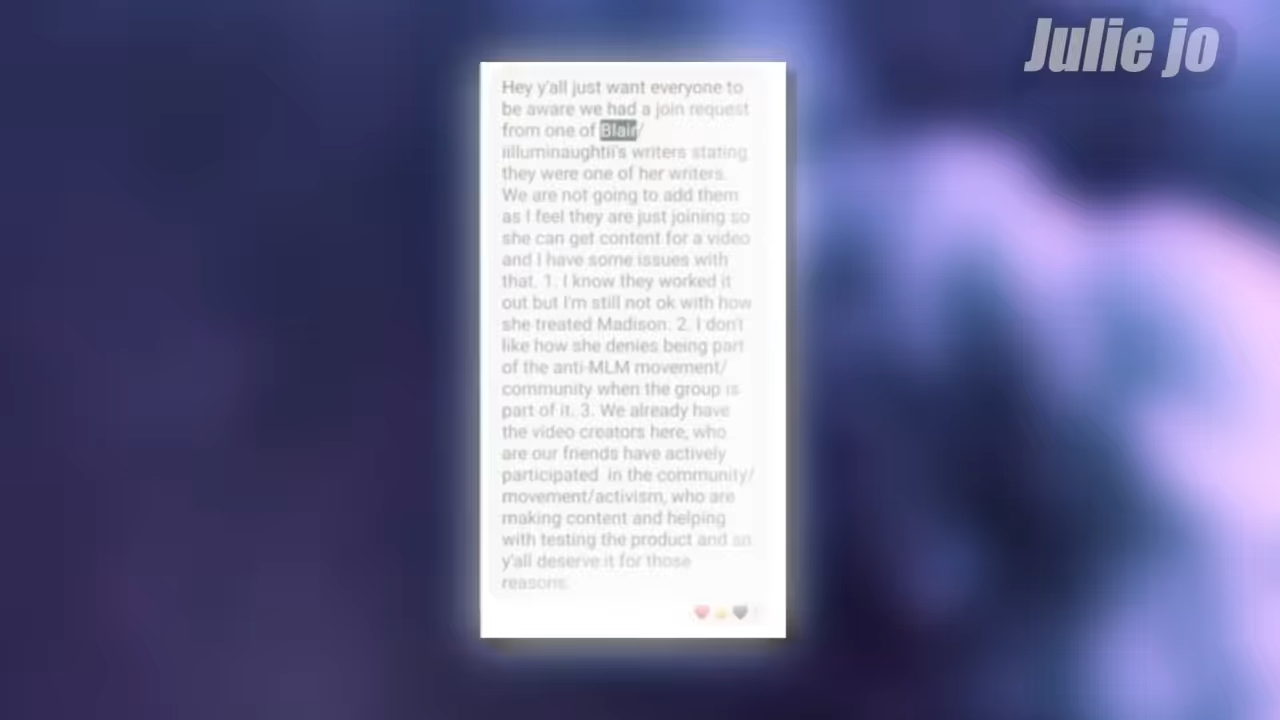 Julie jo
Hey y'all just want everyone to
be aware we had a join request
from one of Blair/
iilluminaughtii's writers stating
they were one of her writers.
We are not going to add them
as I feel they are just joining so
she can get content for a video
and I have some issues with
that. 1. I know they worked it
out but I'm still not ok with how
she treated Madison. 2. I don't
like how she denies being part
of the anti-MLM movement/
community when the group is
part of it. 3. We already have
the video creators here, who
are our friends have actively
participated in the community/
movement/activism, who are
making content and helping
with testing the product and so
y'all deserve it for those
reasons.